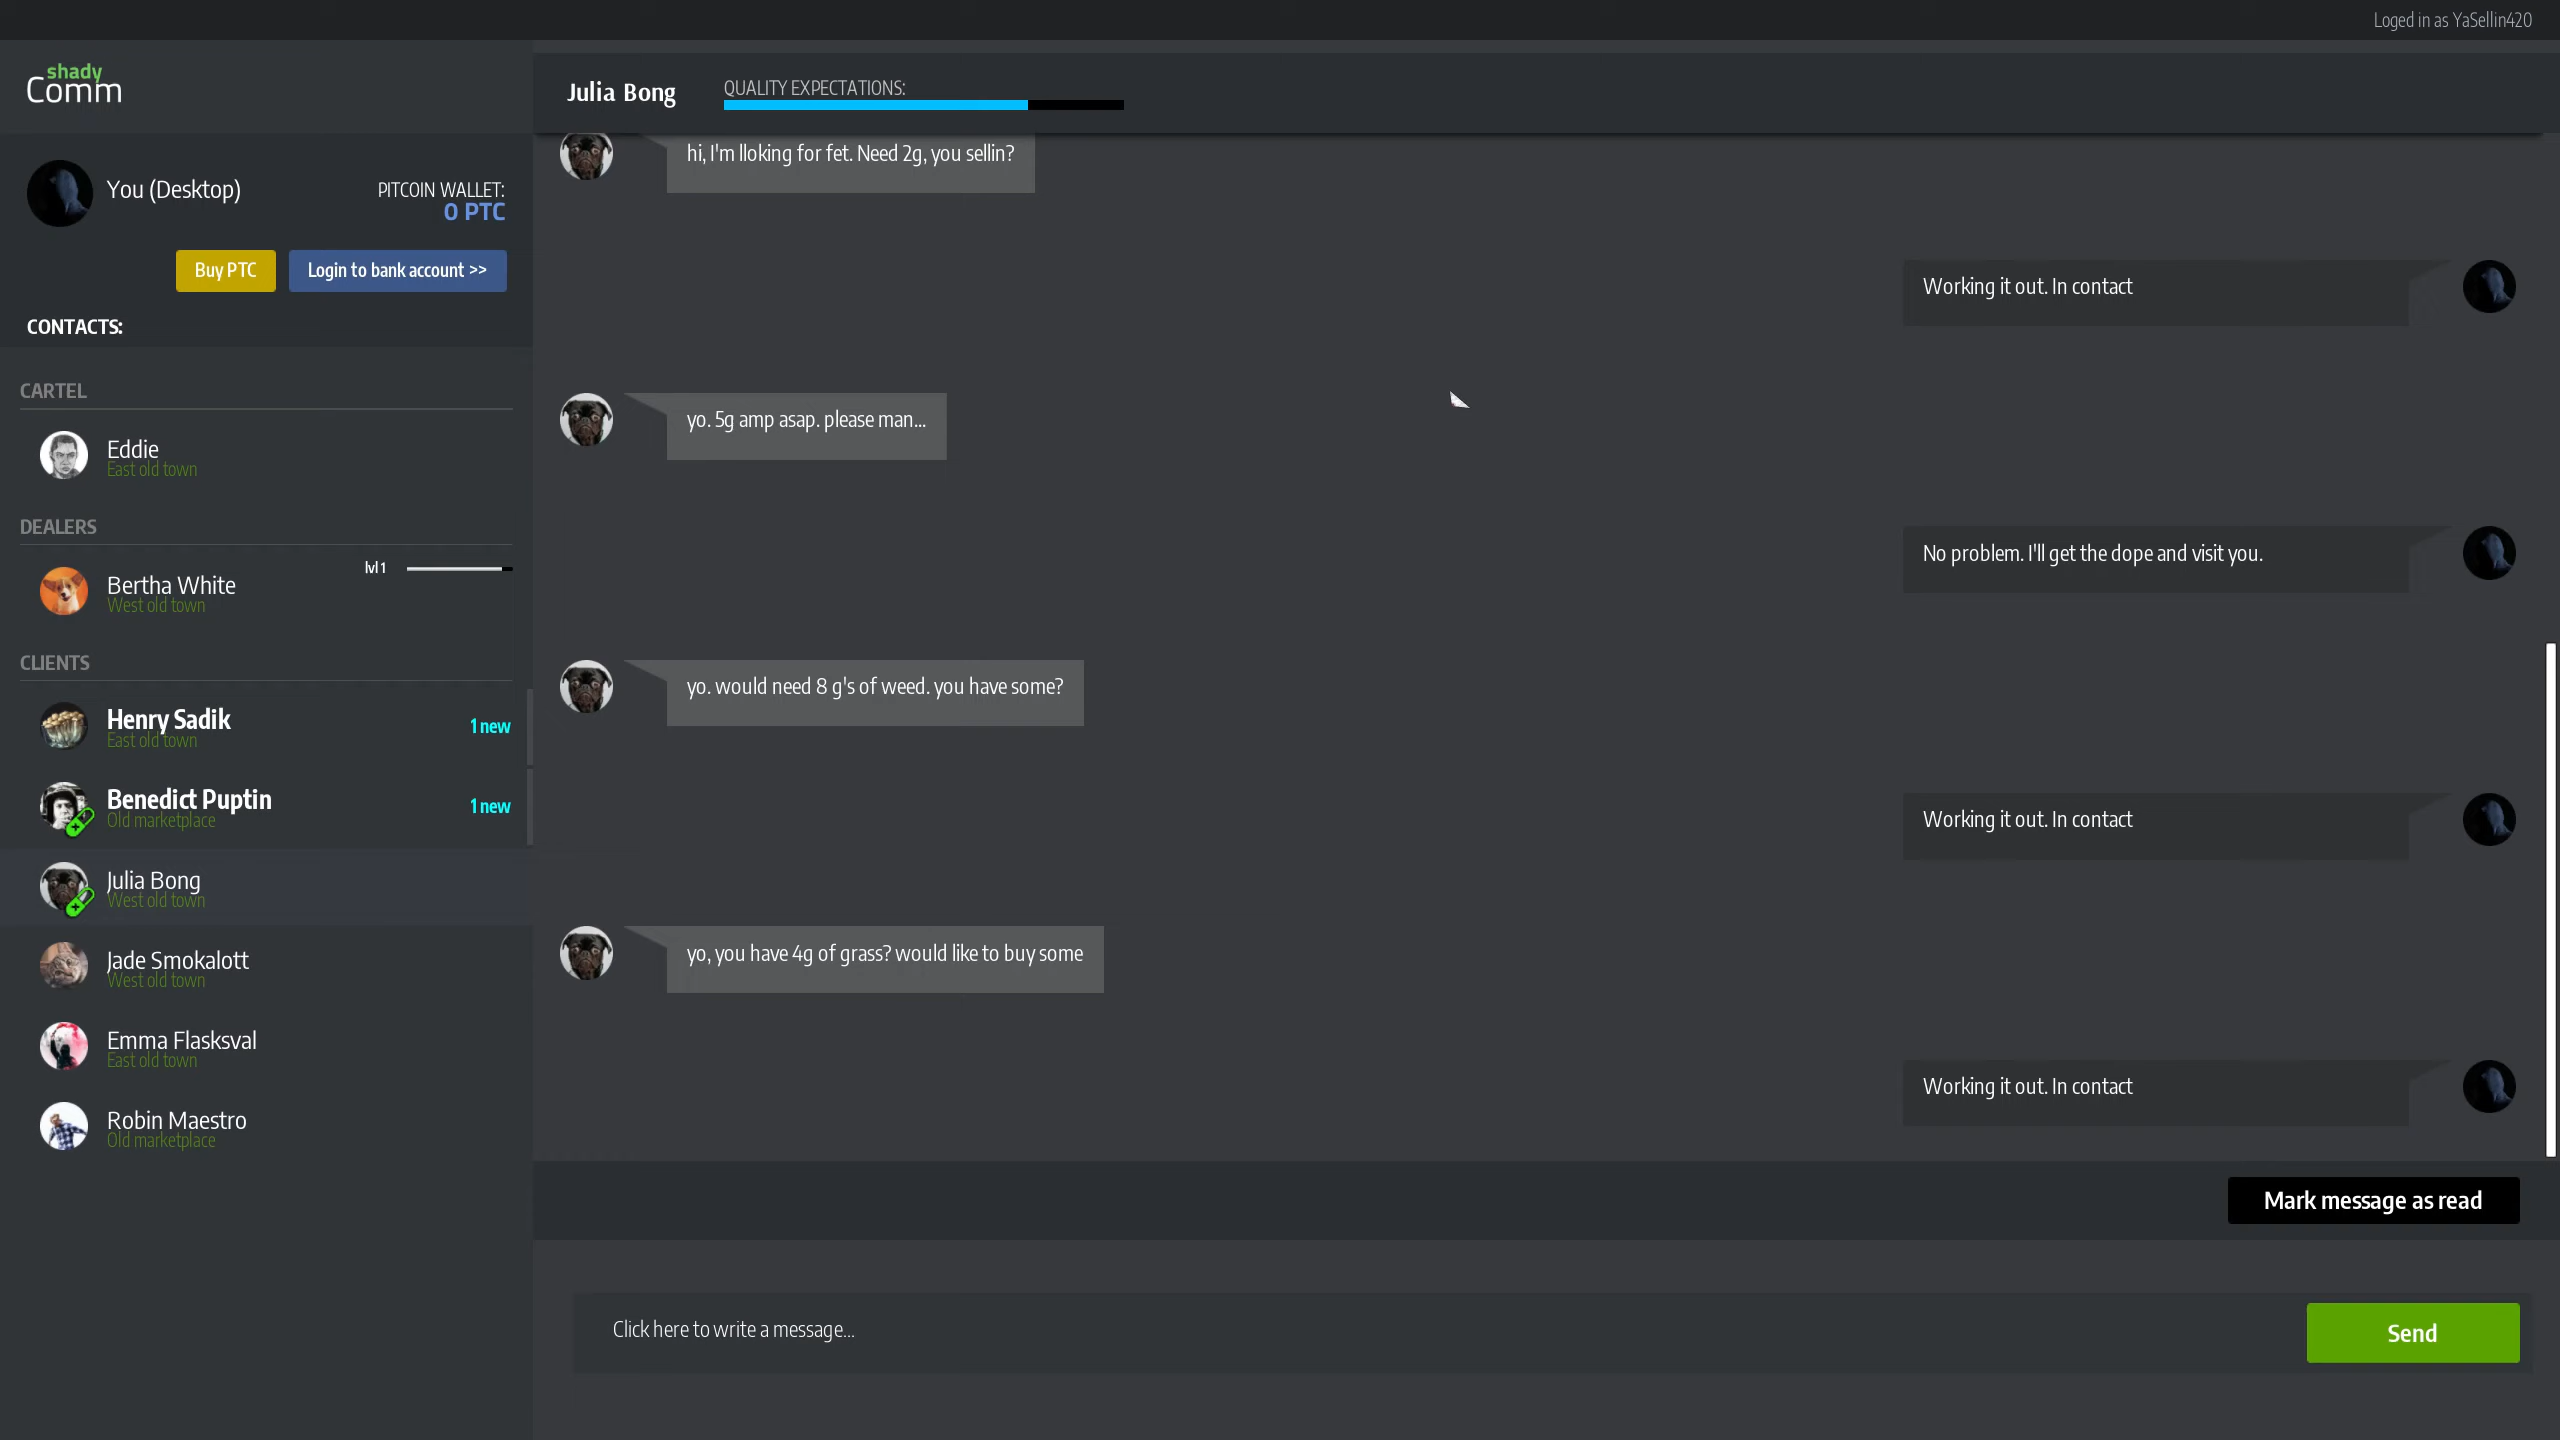 Loged in as YaSellin420
shady
Comm
You (Desktop)
PITCOIN WALLET:
0 PTC
Buy PTC
Login to bank account >>
CONTACTS:
CARTEL
Eddie
East old town
DEALERS
Bertha White
West old town
lvl 1
CLIENTS
Henry Sadik
East old town
1 new
Benedict Puptin
Old marketplace
1 new
Julia Bong
West old town
Jade Smokalott
West old town
Emma Flasksval
East old town
Robin Maestro
Old marketplace
Julia Bong
QUALITY EXPECTATIONS:
hi, I'm lloking for fet. Need 2g, you sellin?
Working it out. In contact
yo. 5g amp asap. please man...
No problem. I'll get the dope and visit you.
yo. would need 8 g's of weed. you have some?
Working it out. In contact
yo, you have 4g of grass? would like to buy some
Working it out. In contact
Mark message as read
Click here to write a message...
Send